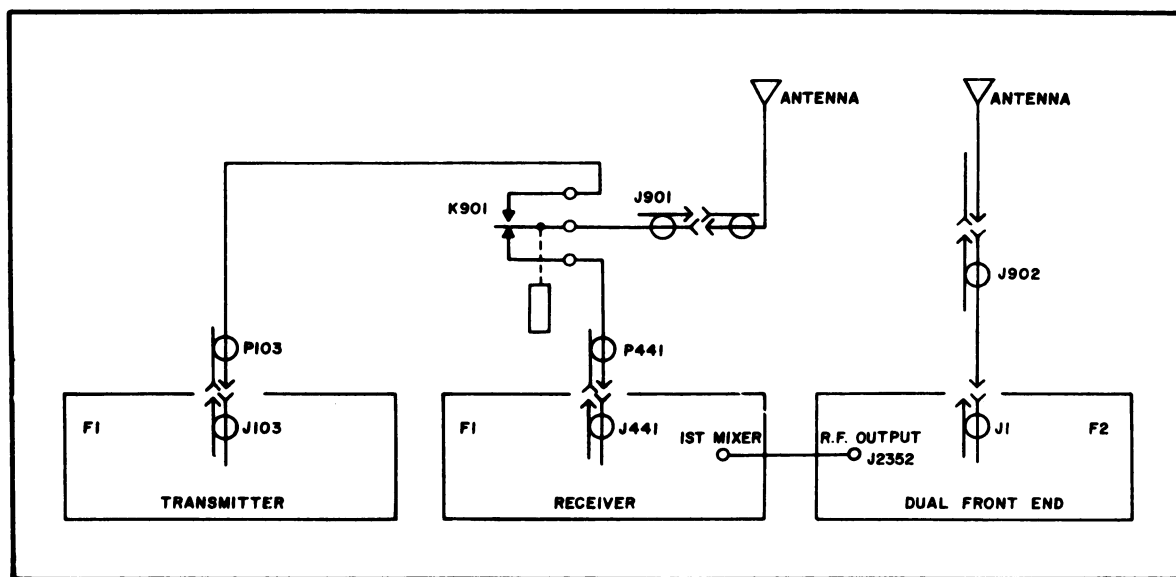 ANTENNA
ANTENNA
K901
J901
J902
P103
P441
F1
J103
TRANSMITTER
F1
J441
1ST MIXER
RECEIVER
R.F. OUTPUT
J2352
J1
F2
DUAL FRONT END